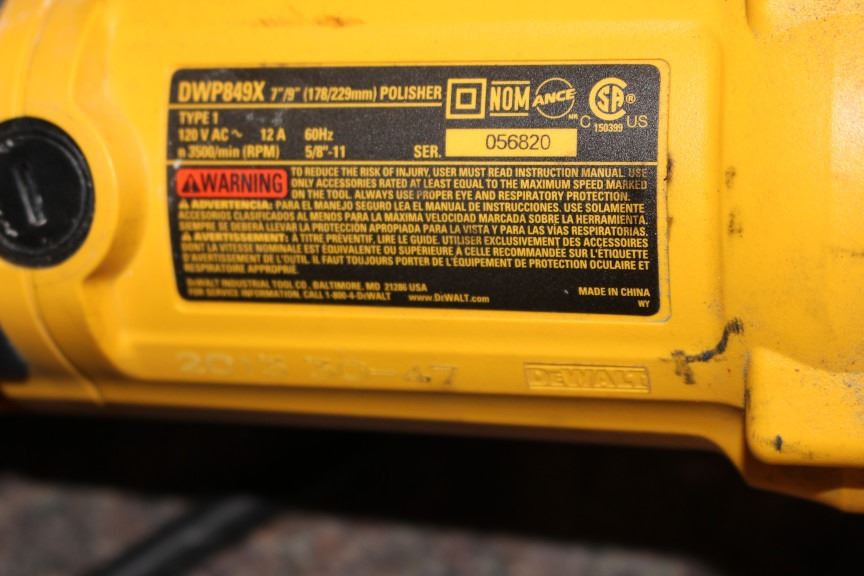 DWP849X 7"/9" (178/229mm) POLISHER
NOM ANCE
CSA®
MR C 150399 US
TYPE 1
120 V AC ~ 12 A 60Hz
n 3500/min (RPM) 5/8"-11 SER. 056820
WARNING TO REDUCE THE RISK OF INJURY, USER MUST READ INSTRUCTION MANUAL. USE
ONLY ACCESSORIES RATED AT LEAST EQUAL TO THE MAXIMUM SPEED MARKED
ON THE TOOL. ALWAYS USE PROPER EYE AND RESPIRATORY PROTECTION.
ADVERTENCIA: PARA EL MANEJO SEGURO LEA EL MANUAL DE INSTRUCCIONES. USE SOLAMENTE
ACCESORIOS CLASIFICADOS AL MENOS PARA LA MÁXIMA VELOCIDAD MARCADA SOBRE LA HERRAMIENTA.
SIEMPRE SE DEBERÁ LLEVAR LA PROTECCIÓN APROPIADA PARA LA VISTA Y PARA LAS VÍAS RESPIRATORIAS.
AVERTISSEMENT: À TITRE PRÉVENTIF, LIRE LE GUIDE. UTILISER EXCLUSIVEMENT DES ACCESSOIRES
DONT LA VITESSE NOMINALE EST ÉQUIVALENTE OU SUPÉRIEURE À CELLE RECOMMANDÉE SUR L'ÉTIQUETTE
D'AVERTISSEMENT DE L'OUTIL. IL FAUT TOUJOURS PORTER DE L'ÉQUIPEMENT DE PROTECTION OCULAIRE ET
RESPIRATOIRE APPROPRIÉ.
DEWALT INDUSTRIAL TOOL CO., BALTIMORE, MD 21286 USA
FOR SERVICE INFORMATION, CALL 1-800-4-DeWALT www.DeWALT.com
MADE IN CHINA
WY
DEWALT